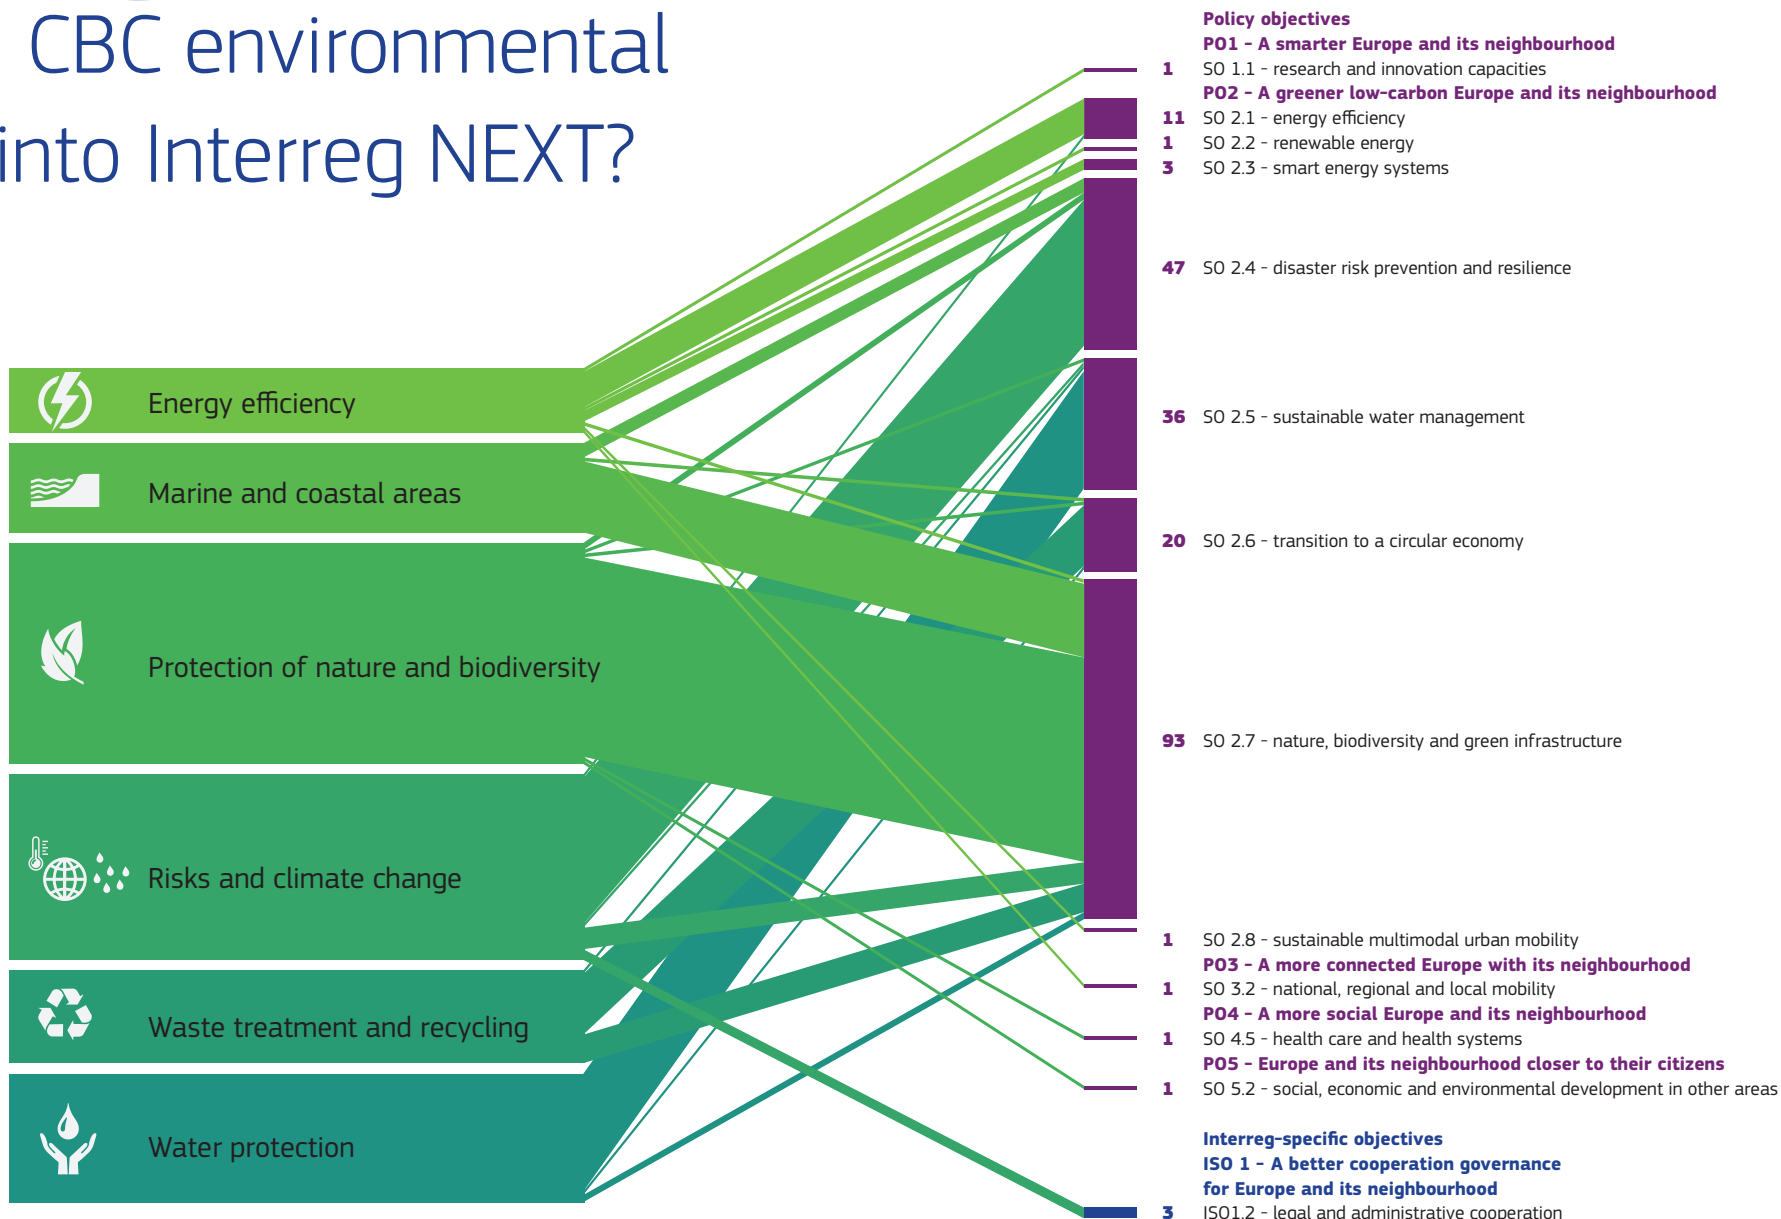 CBC environmental
into Interreg NEXT?
Energy efficiency
Marine and coastal areas
Protection of nature and biodiversity
Risks and climate change
Waste treatment and recycling
Water protection
Policy objectives
PO1 - A smarter Europe and its neighbourhood
1 SO 1.1 - research and innovation capacities
PO2 - A greener low-carbon Europe and its neighbourhood
11 SO 2.1 - energy efficiency
1 SO 2.2 - renewable energy
3 SO 2.3 - smart energy systems
47 SO 2.4 - disaster risk prevention and resilience
36 SO 2.5 - sustainable water management
20 SO 2.6 - transition to a circular economy
93 SO 2.7 - nature, biodiversity and green infrastructure
1 SO 2.8 - sustainable multimodal urban mobility
PO3 - A more connected Europe with its neighbourhood
1 SO 3.2 - national, regional and local mobility
PO4 - A more social Europe and its neighbourhood
1 SO 4.5 - health care and health systems
PO5 - Europe and its neighbourhood closer to their citizens
1 SO 5.2 - social, economic and environmental development in other areas
Interreg-specific objectives
ISO 1 - A better cooperation governance
for Europe and its neighbourhood
3 ISO1.2 - legal and administrative cooperation